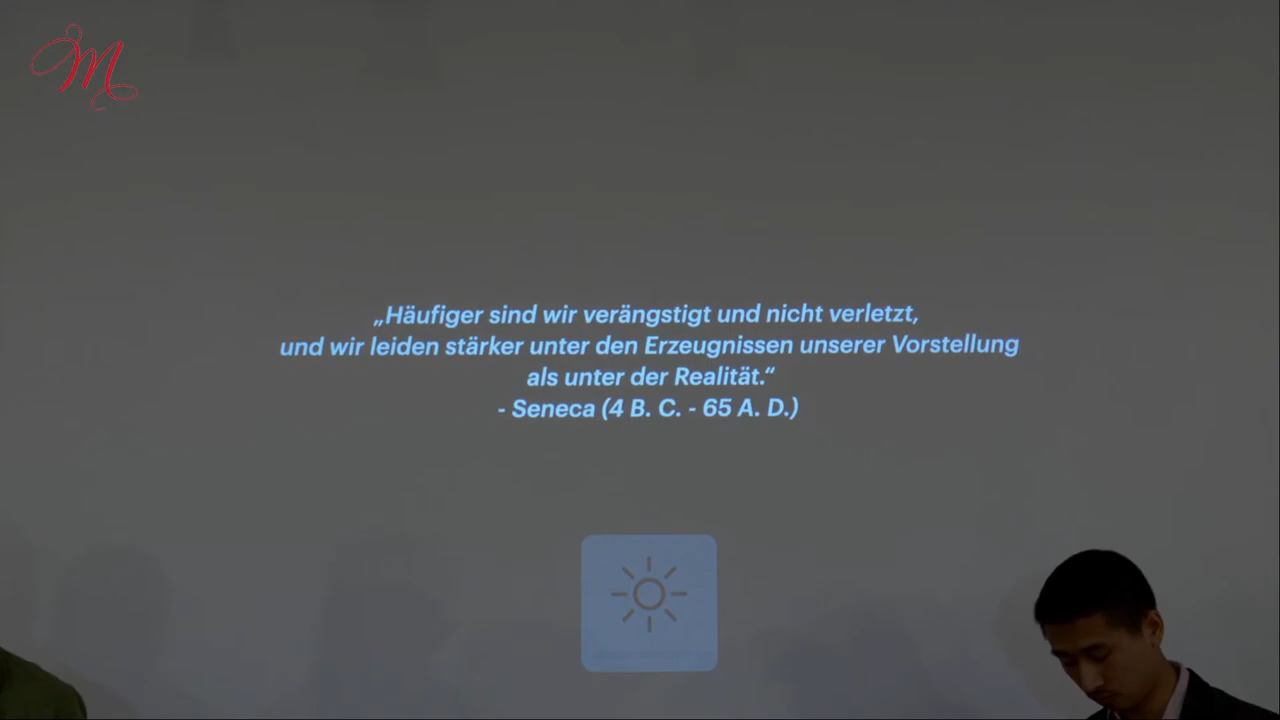 M
„Häufiger sind wir verängstigt und nicht verletzt,
und wir leiden stärker unter den Erzeugnissen unserer Vorstellung
als unter der Realität.“
- Seneca (4 B. C. - 65 A. D.)